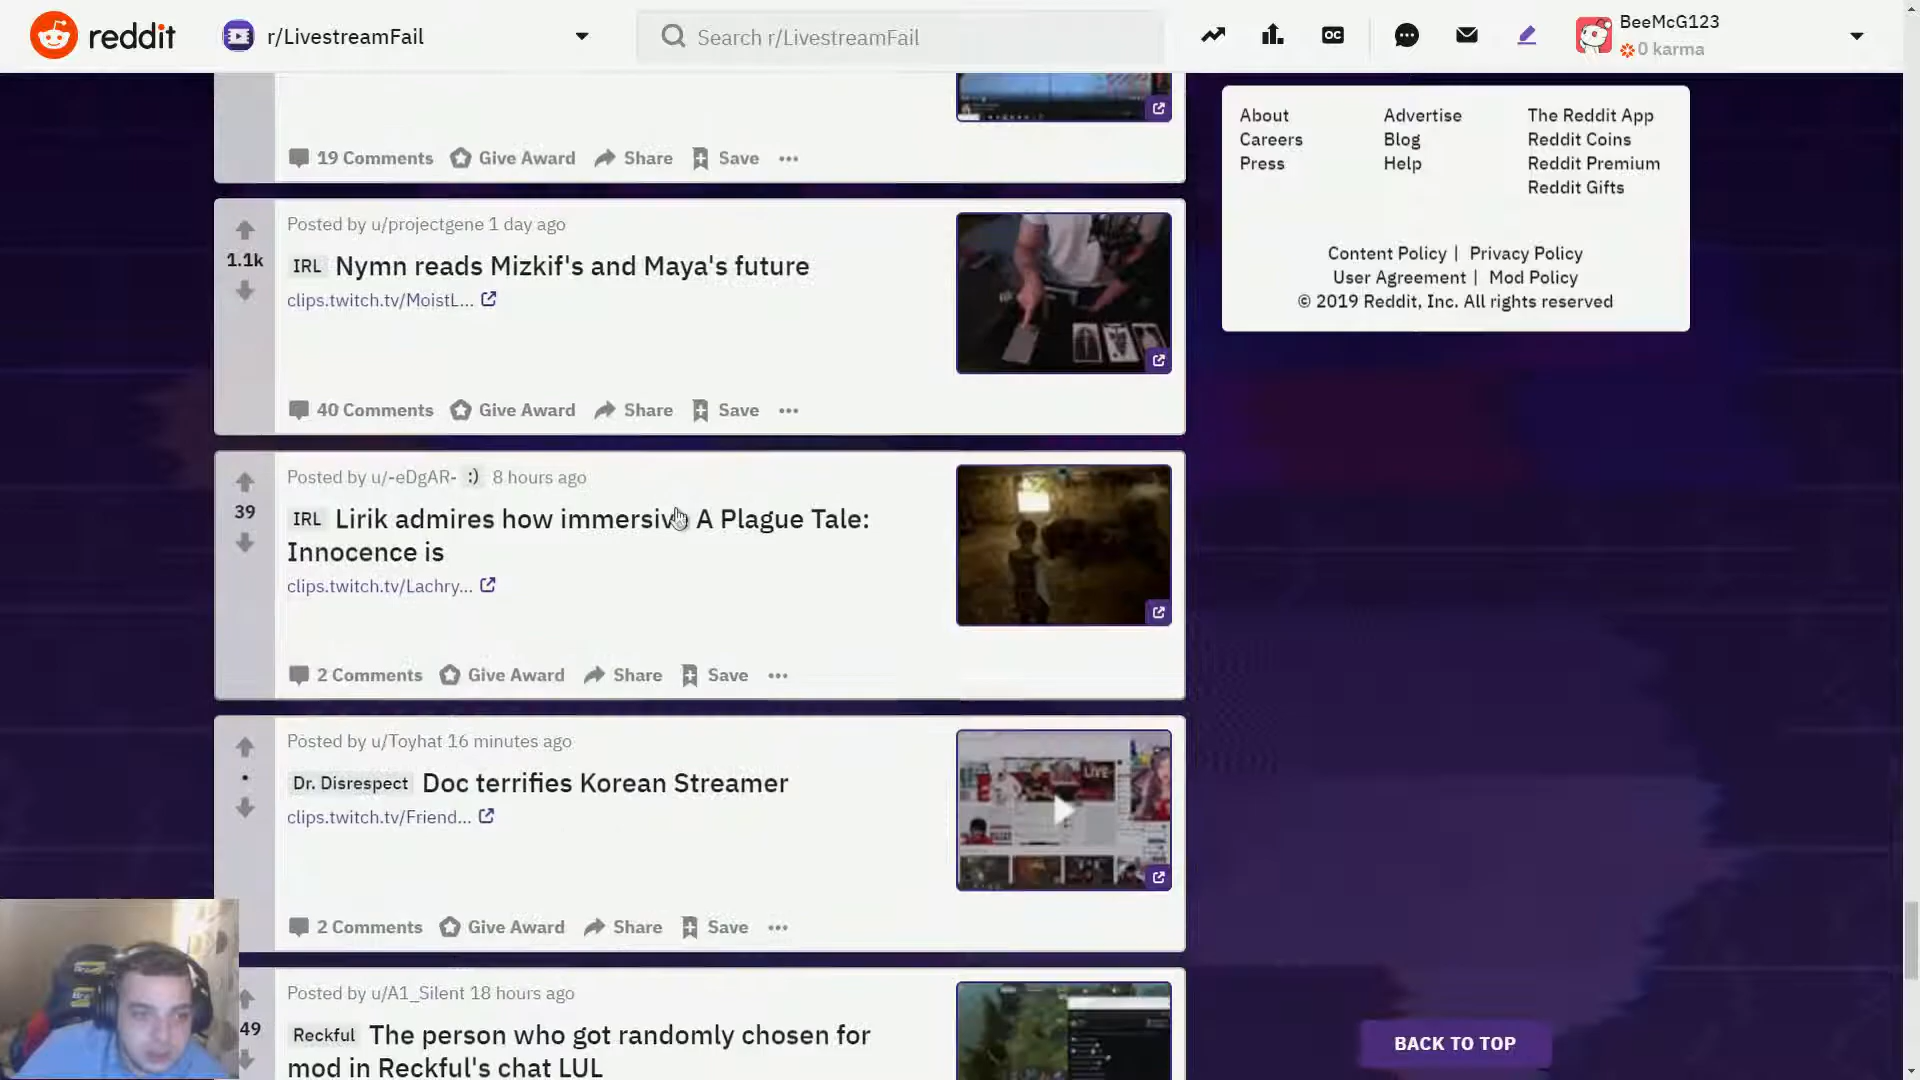 reddit
r/LivestreamFail
Search r/LivestreamFail
OC
BeeMcG123
0 karma
19 Comments Give Award Share Save
Posted by u/projectgene 1 day ago
1.1k
IRL Nymn reads Mizkif's and Maya's future
clips.twitch.tv/MoistL...
40 Comments Give Award Share Save
Posted by u/-eDgAR- :) 8 hours ago
39
IRL Lirik admires how immersive A Plague Tale:
Innocence is
clips.twitch.tv/Lachry...
2 Comments Give Award Share Save
Posted by u/Toyhat 16 minutes ago
•
Dr. Disrespect Doc terrifies Korean Streamer
clips.twitch.tv/Friend...
LIVE
2 Comments Give Award Share Save
Posted by u/A1_Silent 18 hours ago
49
Reckful The person who got randomly chosen for
mod in Reckful's chat LUL
About Advertise The Reddit App
Careers Blog Reddit Coins
Press Help Reddit Premium
Reddit Gifts
Content Policy | Privacy Policy
User Agreement | Mod Policy
© 2019 Reddit, Inc. All rights reserved
BACK TO TOP